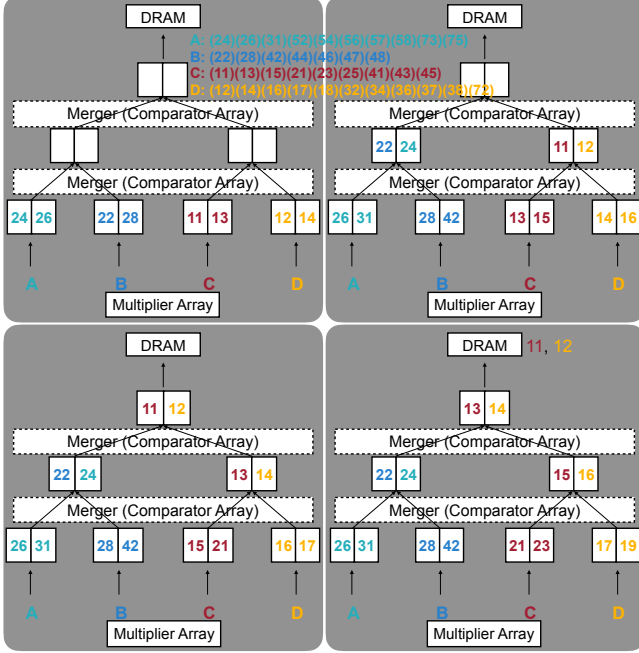 DRAM
A: (24)(26)(31)(52)(54)(56)(57)(58)(73)(75)
B: (22)(28)(42)(44)(46)(47)(48)
C: (11)(13)(15)(21)(23)(25)(41)(43)(45)
D: (12)(14)(16)(17)(18)(32)(34)(36)(37)(38)(72)
Merger (Comparator Array)
Merger (Comparator Array)
24 26 22 28 11 13 12 14
A B C D
Multiplier Array
DRAM
Merger (Comparator Array)
22 24 11 12
Merger (Comparator Array)
26 31 28 42 13 15 14 16
A B C D
Multiplier Array
DRAM
11 12
Merger (Comparator Array)
22 24 13 14
Merger (Comparator Array)
26 31 28 42 15 21 16 17
A B C D
Multiplier Array
DRAM 11, 12
13 14
Merger (Comparator Array)
22 24 15 16
Merger (Comparator Array)
26 31 28 42 21 23 17 19
A B C D
Multiplier Array